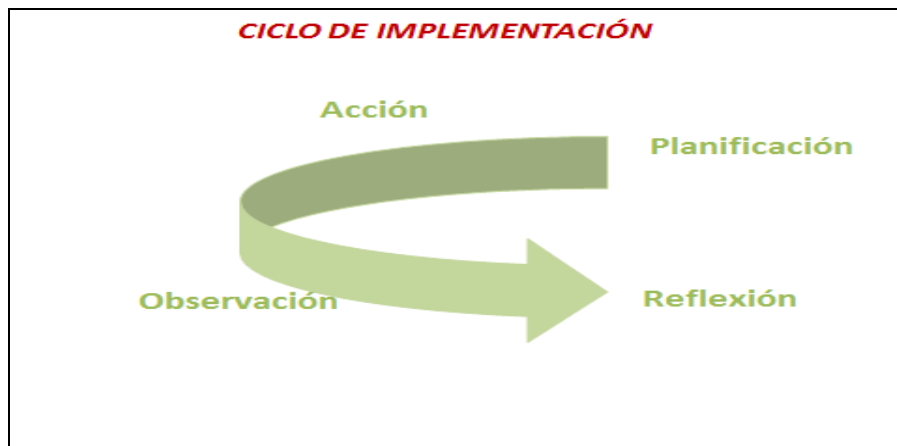 CICLO DE IMPLEMENTACIÓN
Acción
Planificación
Observación
Reflexión